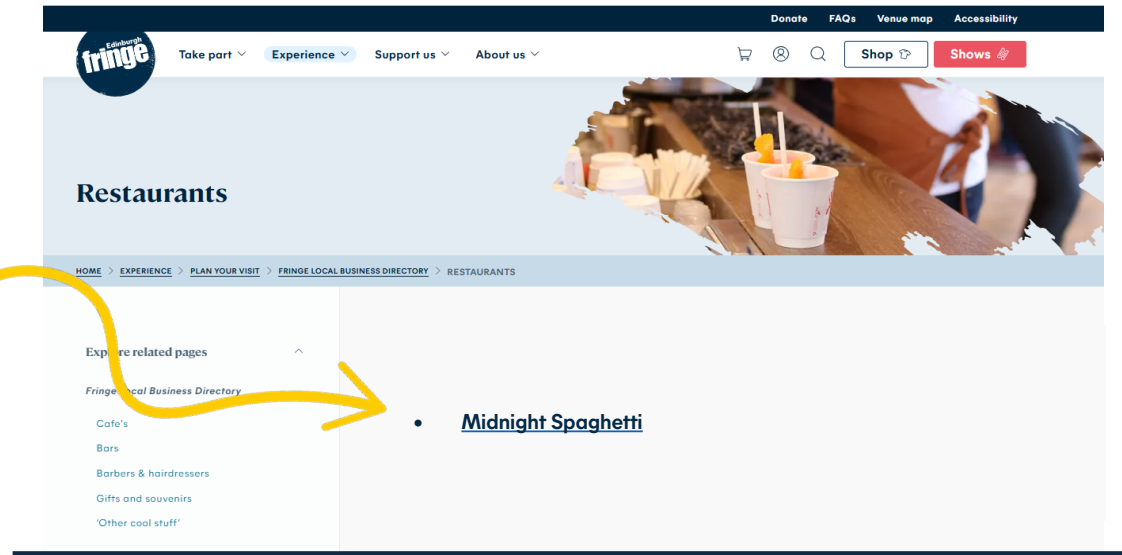 Donate FAQs Venue map Accessibility
Edinburgh
fringe
Take part Experience Support us About us Shop Shows
Restaurants
HOME > EXPERIENCE > PLAN YOUR VISIT > FRINGE LOCAL BUSINESS DIRECTORY > RESTAURANTS
Explore related pages
Fringe Local Business Directory
Cafe's
Bars
Barbers & hairdressers
Gifts and souvenirs
'Other cool stuff'
• Midnight Spaghetti